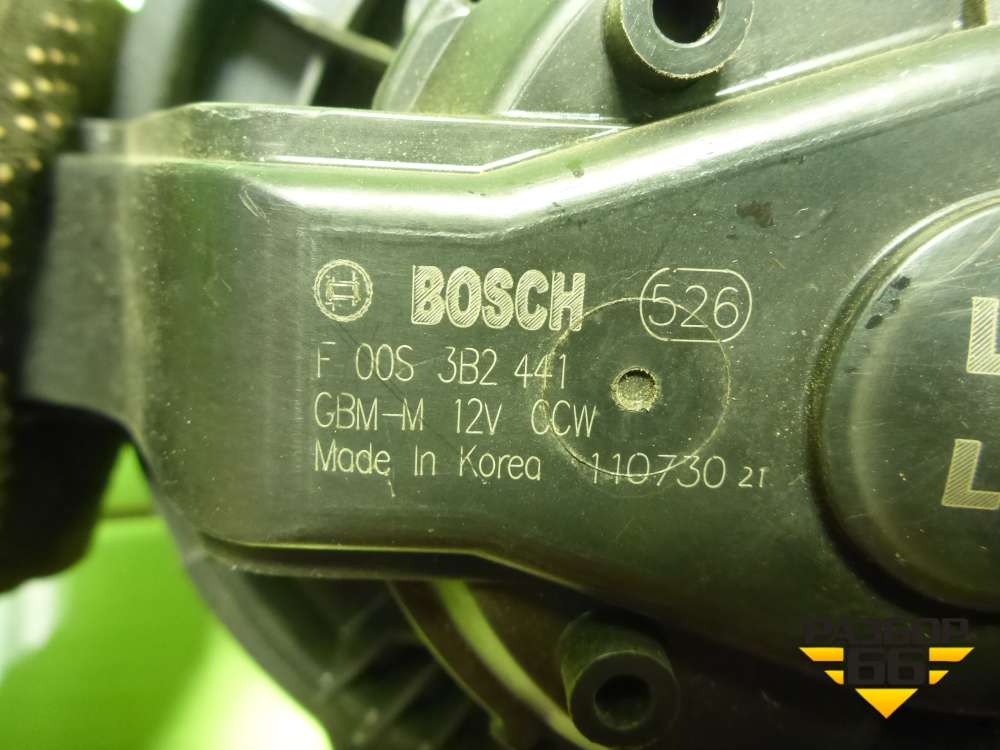 BOSCH 526
F 00S 3B2 441
GBM-M 12V CCW
Made In Korea 110730 21
L
L
РАЗБОР
66